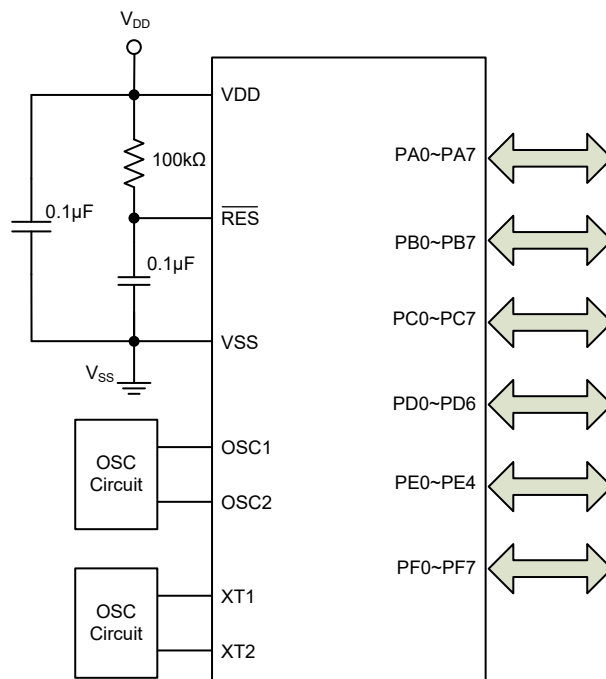 VDD
VDD
100kΩ
PA0~PA7
0.1µF
RES
PB0~PB7
0.1µF
PC0~PC7
VSS
VSS
PD0~PD6
OSC
Circuit
OSC1
OSC2
PE0~PE4
PF0~PF7
OSC
Circuit
XT1
XT2